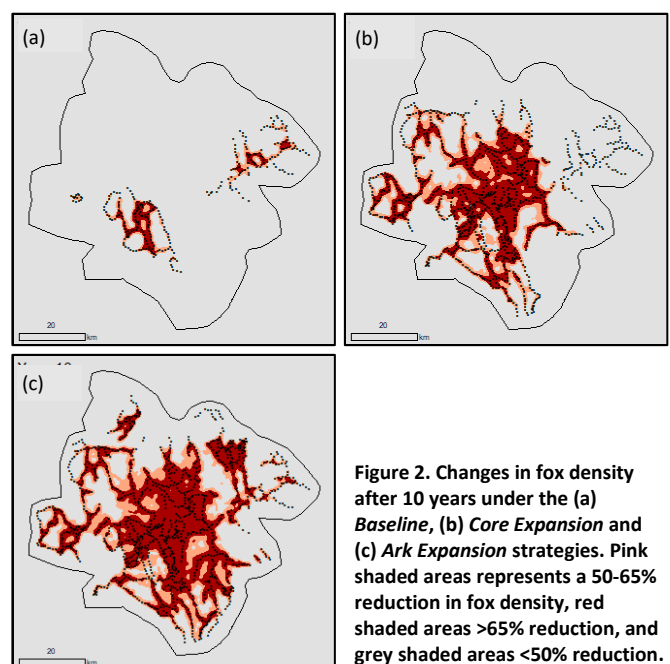 (a)
20
km
(b)
20
km
(c)
20
km
Figure 2. Changes in fox density
after 10 years under the (a)
Baseline, (b) Core Expansion and
(c) Ark Expansion strategies. Pink
shaded areas represents a 50-65%
reduction in fox density, red
shaded areas >65% reduction, and
grey shaded areas <50% reduction.